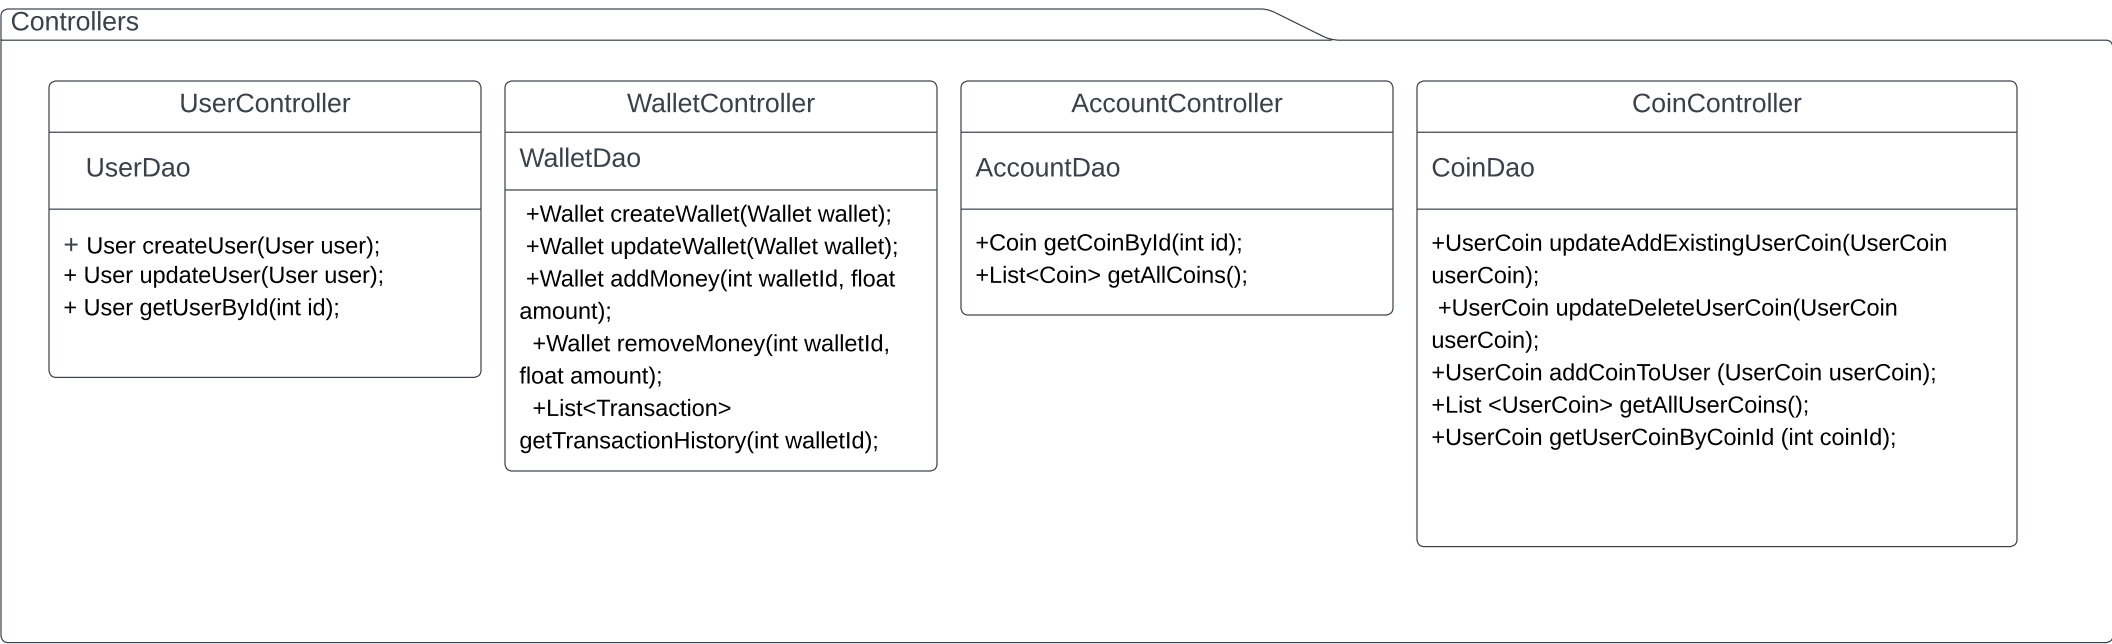 Controllers
UserController
UserDao
+ User createUser(User user);
+ User updateUser(User user);
+ User getUserById(int id);
WalletController
WalletDao
+Wallet createWallet(Wallet wallet);
+Wallet updateWallet(Wallet wallet);
+Wallet addMoney(int walletId, float
amount);
+Wallet removeMoney(int walletId,
float amount);
+List<Transaction>
getTransactionHistory(int walletId);
AccountController
AccountDao
+Coin getCoinById(int id);
+List<Coin> getAllCoins();
CoinController
CoinDao
+UserCoin updateAddExistingUserCoin(UserCoin
userCoin);
+UserCoin updateDeleteUserCoin(UserCoin
userCoin);
+UserCoin addCoinToUser (UserCoin userCoin);
+List <UserCoin> getAllUserCoins();
+UserCoin getUserCoinByCoinId (int coinId);